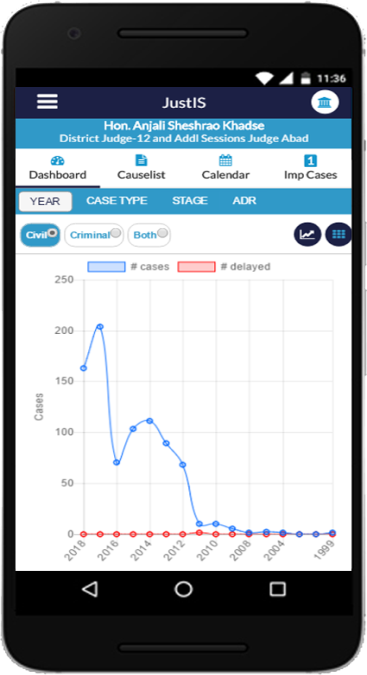 11:36
JustIS
Hon. Anjali Sheshrao Khadse
District Judge-12 and Addl Sessions Judge Abad
Dashboard Causelist Calendar 1 Imp Cases
YEAR CASE TYPE STAGE ADR
Civil Criminal Both
# cases # delayed
250
200
150
100
50
0
Cases
2018 2016 2014 2012 2010 2008 2004 1999